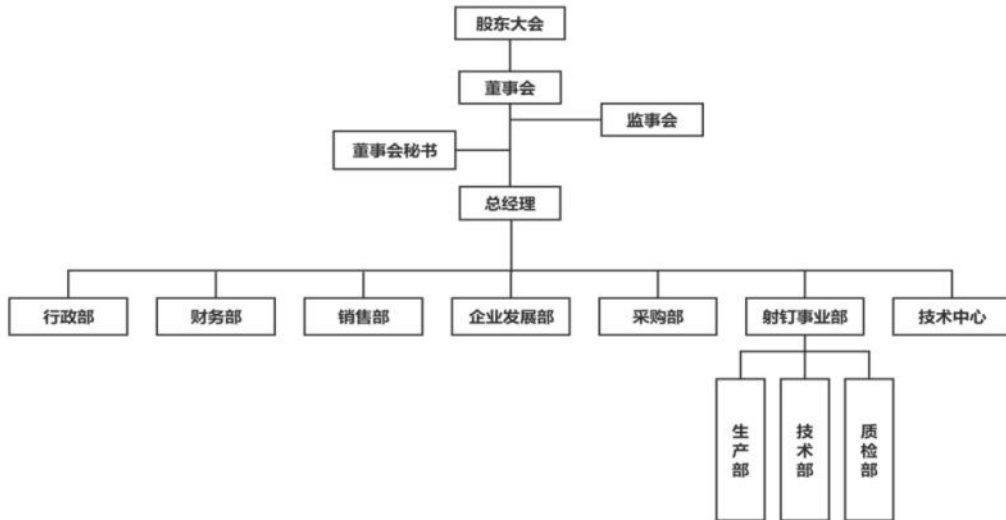 股东大会
董事会
监事会
董事会秘书
总经理
行政部
财务部
销售部
企业发展部
采购部
射钉事业部
技术中心
生产部
技术部
质检部